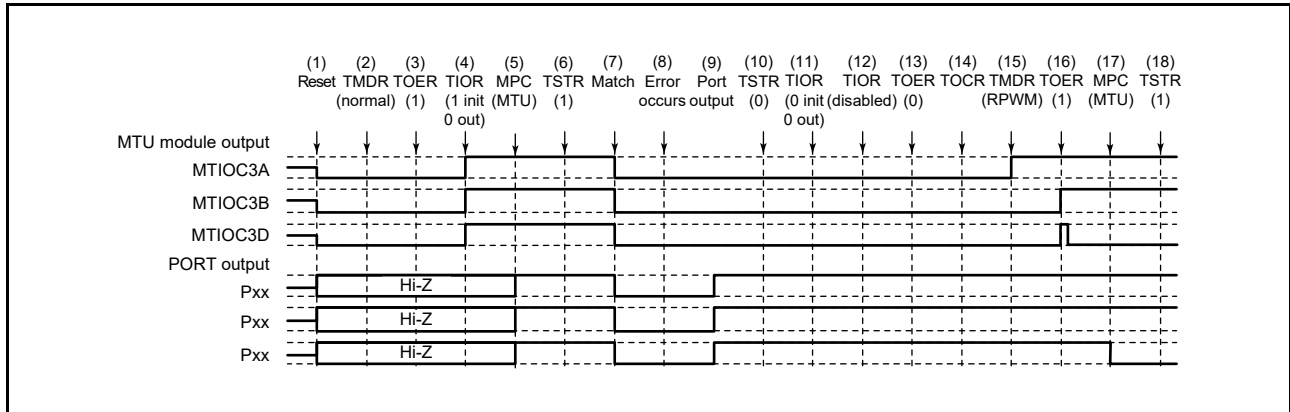 (1) (2) (3) (4) (5) (6) (7) (8) (9) (10) (11) (12) (13) (14) (15) (16) (17) (18)
Reset TMDR TOER TIOR MPC TSTR Match Error Port TSTR TIOR TIOR TOER TOCR TMDR TOER MPC TSTR
(normal) (1) (1 init (MTU) (1) occurs output (0) (0 init (disabled) (0) (RPWM) (1) (MTU) (1)
0 out) 0 out)
MTU module output
MTIOC3A
MTIOC3B
MTIOC3D
PORT output
Pxx Hi-Z
Pxx Hi-Z
Pxx Hi-Z